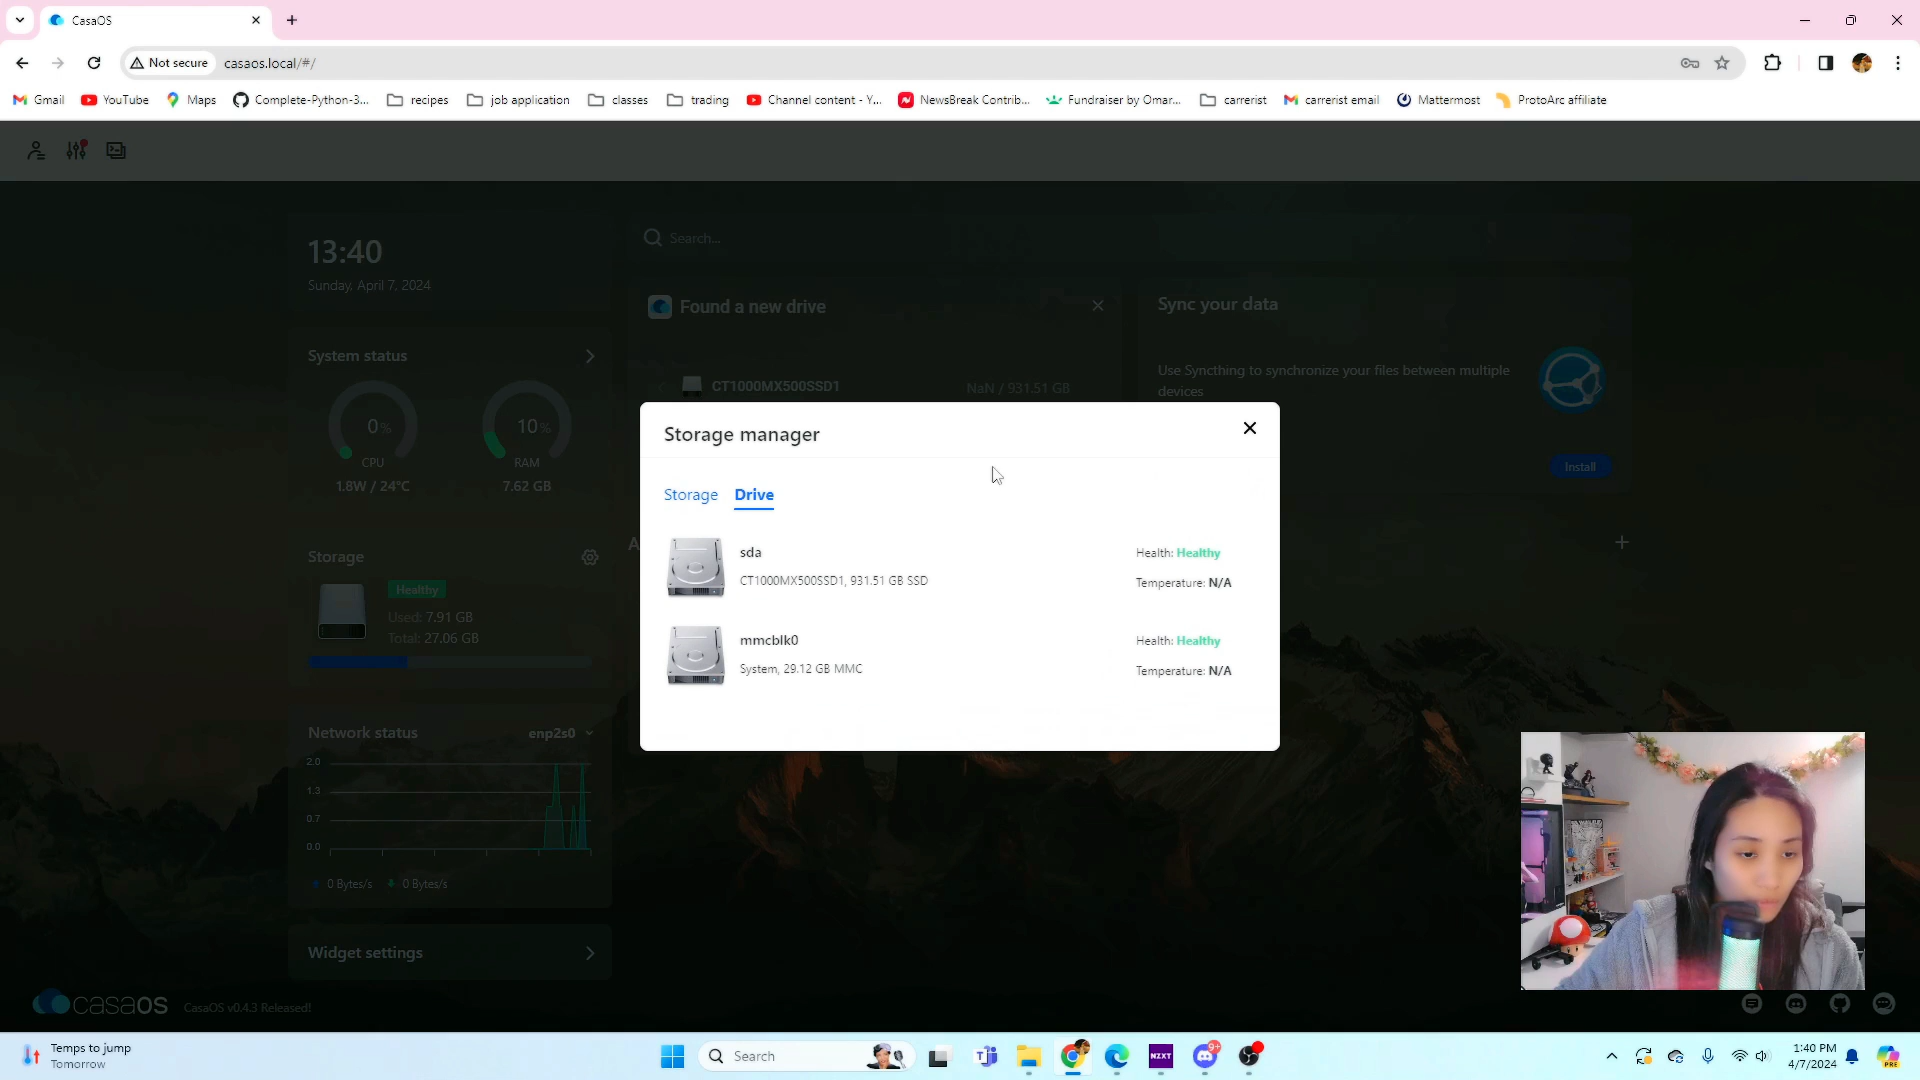 CasaOS
Not secure
casaos.local/#/
Gmail
YouTube
Maps
Complete-Python-3...
recipes
job application
classes
trading
Channel content - Y...
NewsBreak Contrib...
Fundraiser by Omar...
carrerist
carrerist email
Mattermost
ProtoArc affiliate
13:40
Sunday, April 7, 2024
Search...
System status
0%
CPU
1.8W / 24°C
10%
RAM
7.62 GB
Found a new drive
CT1000MX500SSD1
NaN / 931.51 GB
Sync your data
Use Syncthing to synchronize your files between multiple
devices
Install
Storage manager
Storage
Drive
sda
CT1000MX500SSD1, 931.51 GB SSD
Health: Healthy
Temperature: N/A
mmcblk0
System, 29.12 GB MMC
Health: Healthy
Temperature: N/A
Storage
Healthy
Used: 7.91 GB
Total: 27.06 GB
Network status
enp2s0
2.0
1.3
0.7
0.0
0 Bytes/s
0 Bytes/s
Widget settings
casaos
CasaOS v0.4.3 Released!
Temps to jump
Tomorrow
Search
NZXT
9+
1:40 PM
4/7/2024
PRE